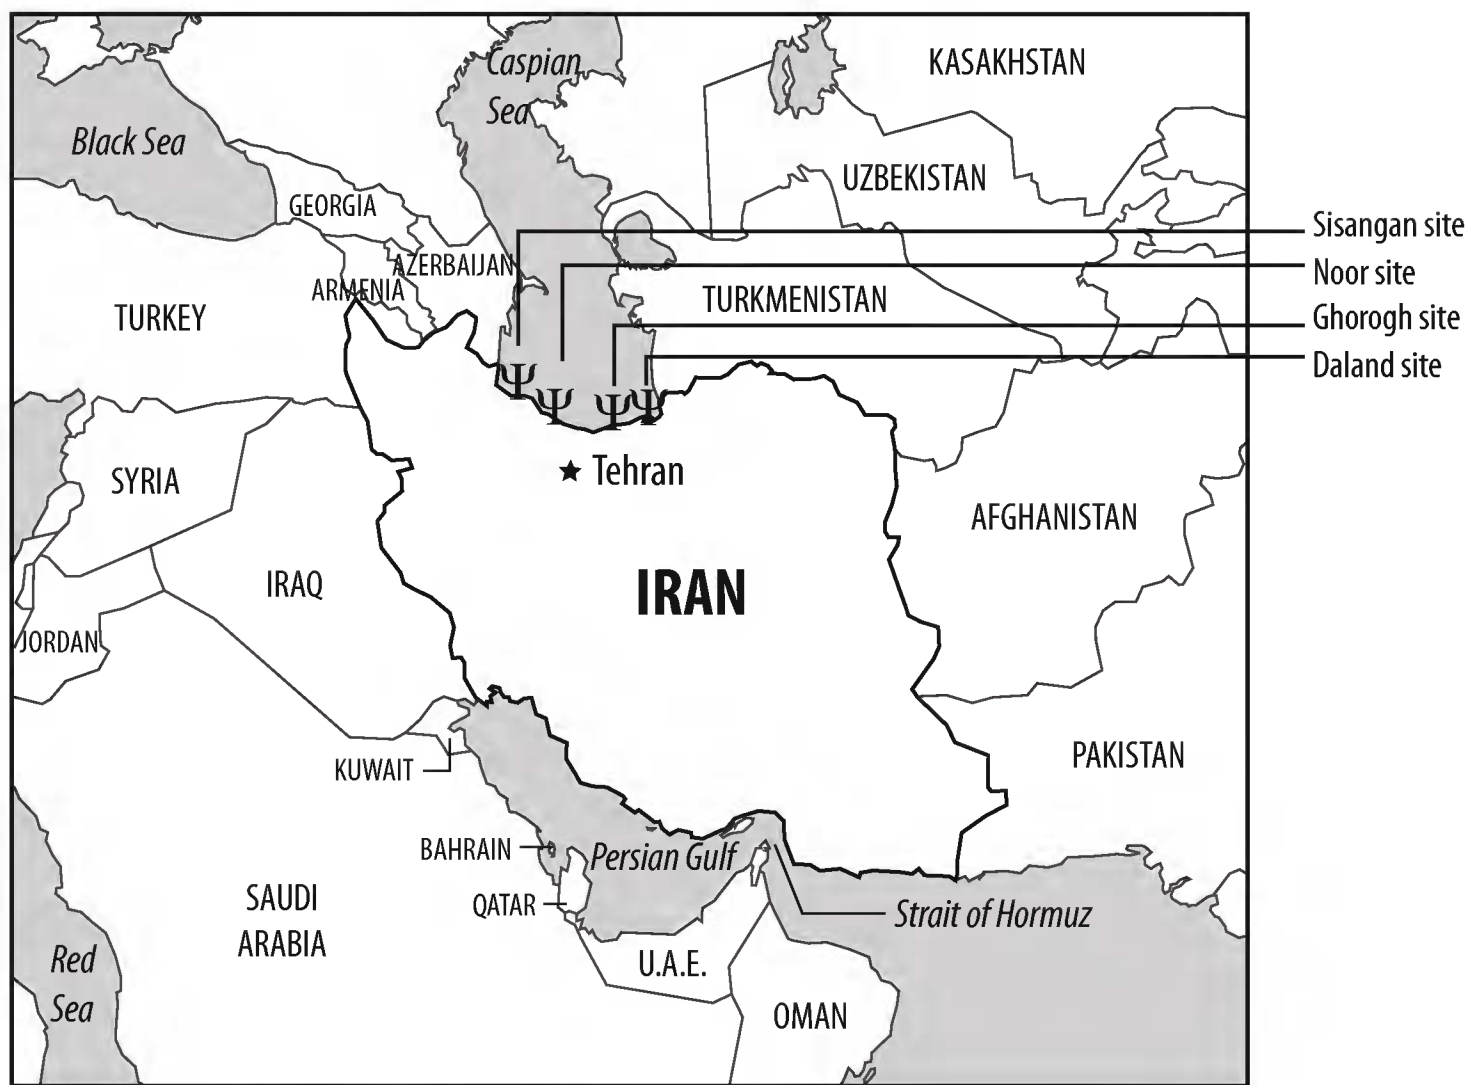 Caspian
Sea
KASAKHSTAN
Black Sea
UZBEKISTAN
GEORGIA
Sisangan site
AZERBAIJAN
Noor site
ARMENIA
TURKMENISTAN
TURKEY
Ghorogh site
Daland site
Ψ Ψ Ψ Ψ
★ Tehran
SYRIA
AFGHANISTAN
IRAQ
IRAN
JORDAN
PAKISTAN
KUWAIT
BAHRAIN
Persian Gulf
QATAR
Strait of Hormuz
SAUDI
ARABIA
Red
Sea
U.A.E.
OMAN